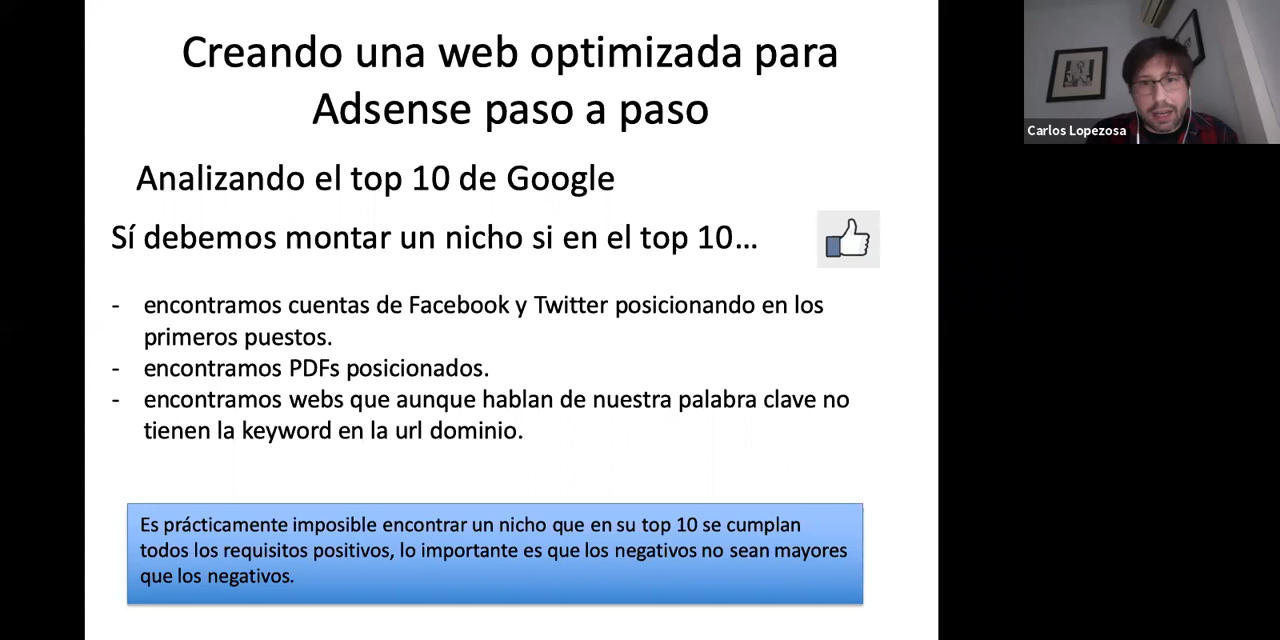 Creando una web optimizada para
Adsense paso a paso
Analizando el top 10 de Google
Sí debemos montar un nicho si en el top 10...
- encontramos cuentas de Facebook y Twitter posicionando en los
primeros puestos.
- encontramos PDFs posicionados.
- encontramos webs que aunque hablan de nuestra palabra clave no
tienen la keyword en la url dominio.
Es prácticamente imposible encontrar un nicho que en su top 10 se cumplan
todos los requisitos positivos, lo importante es que los negativos no sean mayores
que los negativos.
Carlos Lopezosa